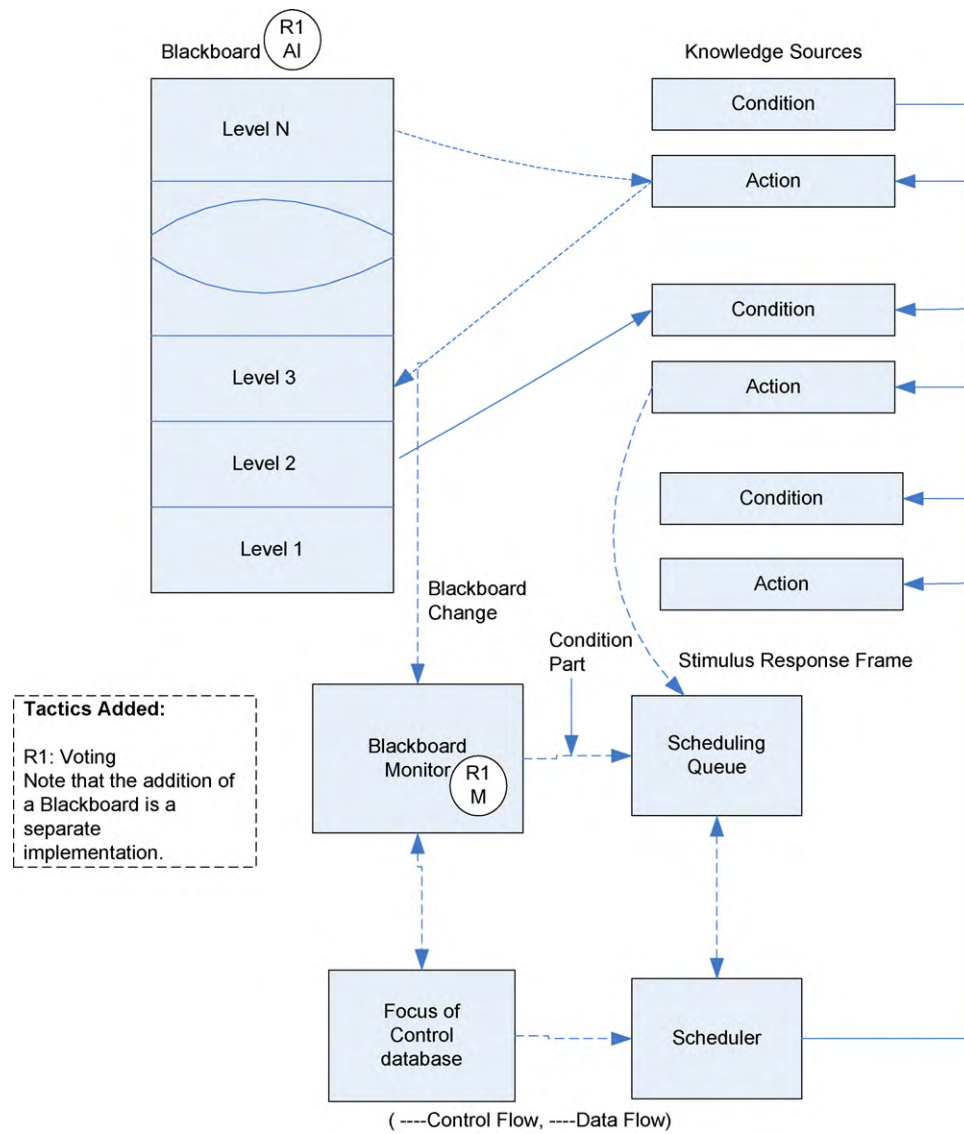 Blackboard
R1
AI
Knowledge Sources
Level N
Condition
Action
Condition
Level 3
Action
Level 2
Condition
Level 1
Action
Blackboard
Change
Condition
Part
Stimulus Response Frame
Tactics Added:
R1: Voting
Note that the addition of
a Blackboard is a
separate
implementation.
Blackboard
Monitor
R1
M
Scheduling
Queue
Focus of
Control
database
Scheduler
( ----Control Flow, ----Data Flow)